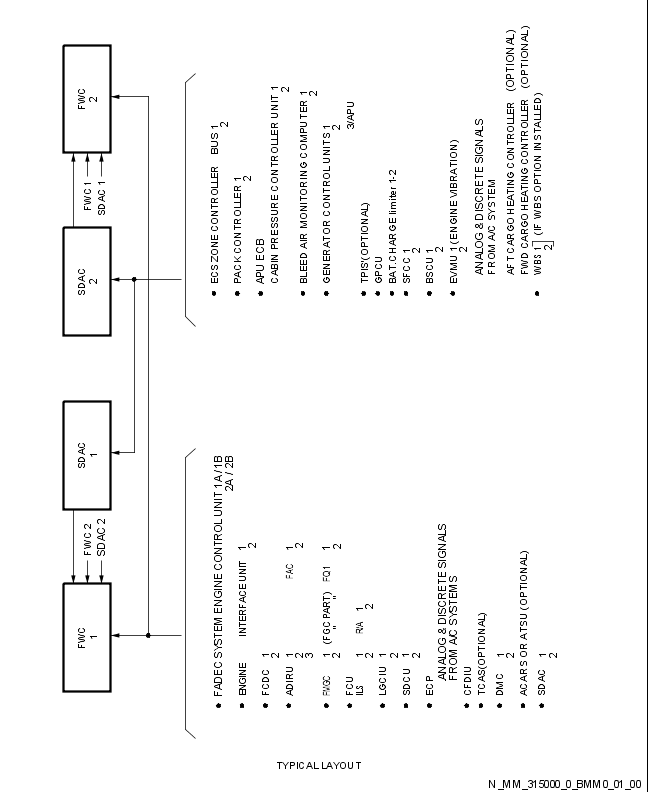 FWC
1
FWC 2
SDAC 2
SDAC
1
SDAC
2
FWC 1
SDAC 1
FWC
2
FADEC SYSTEM ENGINE CONTROL UNIT 1A / 1B
2A / 2B
ENGINE INTERFACE UNIT 1
2
FCDC 1
2
ADIRU 1 FAC 1
2 2
3
FMGC 1 (FGC PART) FQ1 1
2 " 2
FCU
ILS 1 R/A 1
2 2
LGCIU 1
2
SDCU 1
2
ECP
ANALOG & DISCRETE SIGNALS
FROM A/C SYSTEMS
CFDIU
TCAS(OPTIONAL)
DMC 1
2
ACARS OR ATSU (OPTIONAL)
SDAC 1
2
ECS ZONE CONTROLLER BUS 1
2
PACK CONTROLLER 1
2
APU ECB
CABIN PRESSURE CONTROLLER UNIT 1
2
BLEED AIR MONITORING COMPUTER 1
2
GENERATOR CONTROL UNITS 1
2
3/APU
TPIS*(OPTIONAL)
GPCU
BAT.CHARGE limiter 1-2
SFCC 1
2
BSCU 1
2
EVMU 1 (ENGINE VIBRATION)
ANALOG & DISCRETE SIGNALS
FROM A/C SYSTEM
AFT CARGO HEATING CONTROLLER (OPTIONAL)
FWD CARGO HEATING CONTROLLER (OPTIONAL)
WBS 1] (IF WBS OPTION INSTALLED)
2]
TYPICAL LAYOUT
N_MM_315000_0_BMM0_01_00